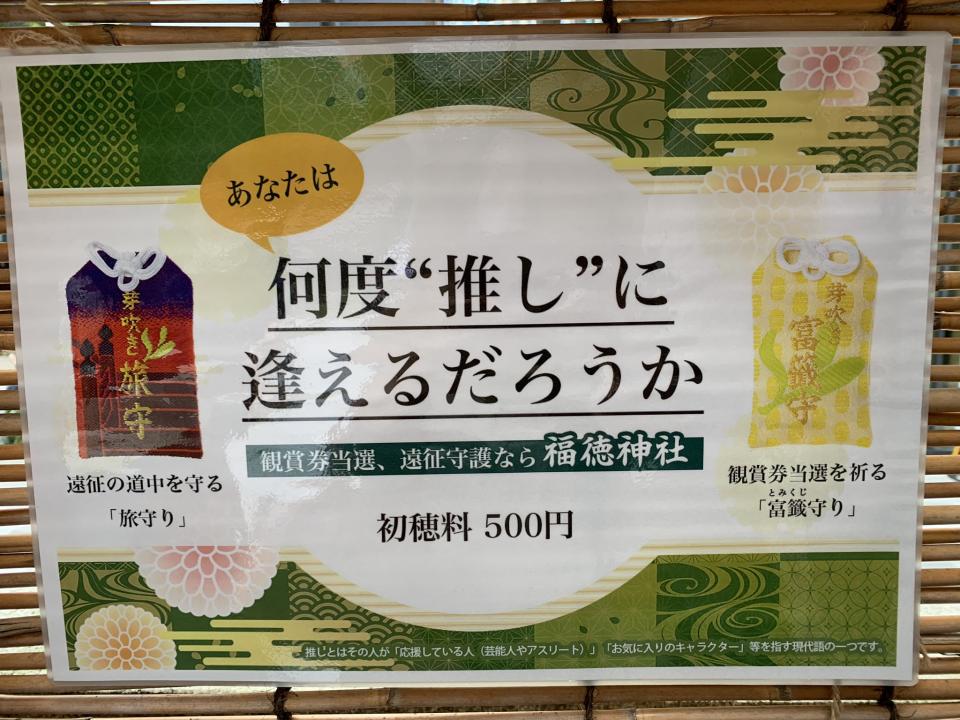 あなたは
何度“推し”に
逢えるだろうか
観賞券当選、遠征守護なら 福徳神社
初穂料 500円
芽吹き
旅守
遠征の道中を守る
「旅守り」
芽吹き
富籤守
観賞券当選を祈る
とみくじ
「富籤守り」
推しとはその人が「応援している人（芸能人やアスリート）」「お気に入りのキャラクター」等を指す現代語の一つです。